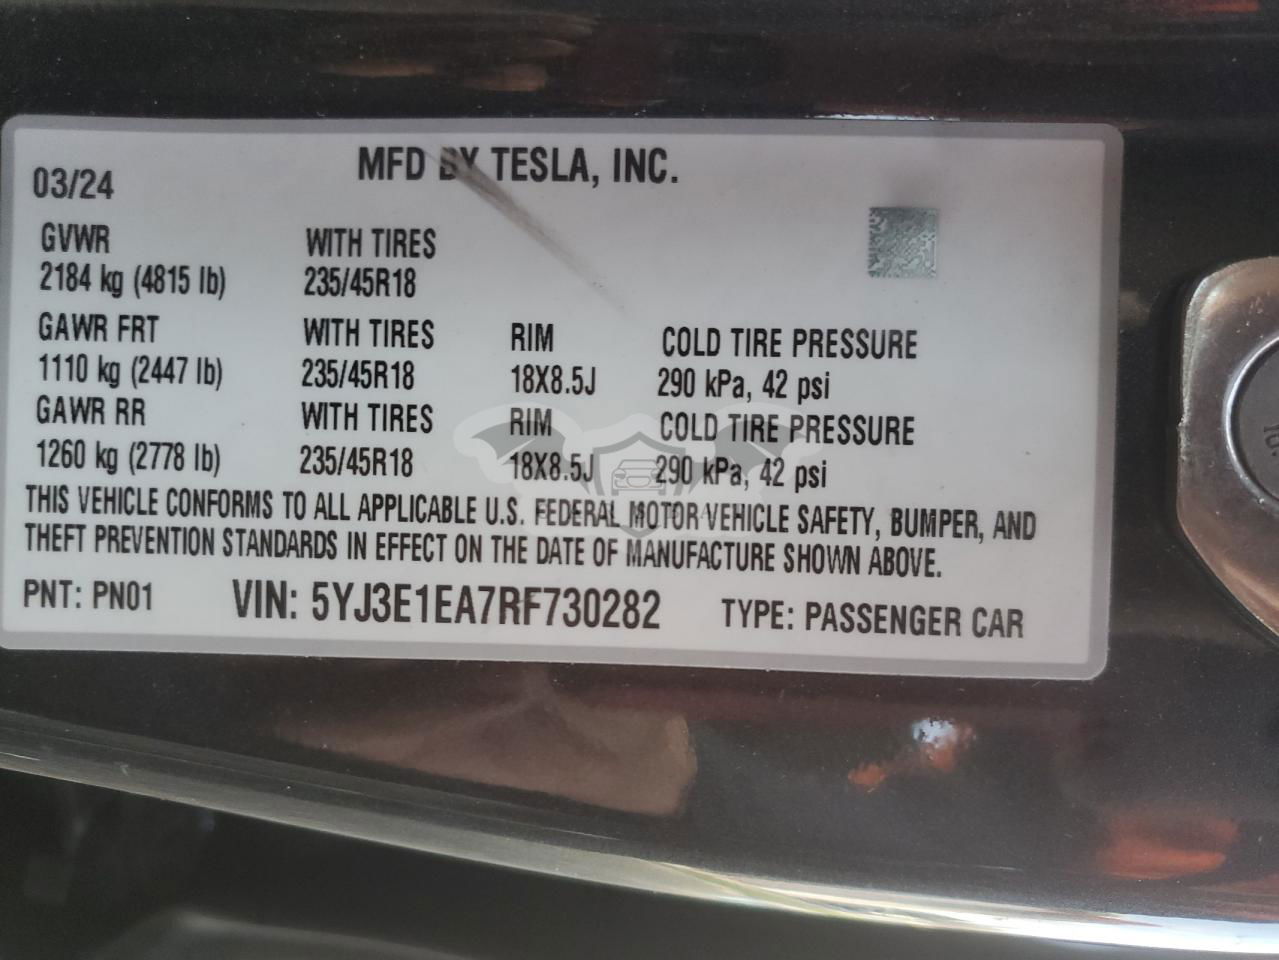 MFD BY TESLA, INC.
03/24
GVWR WITH TIRES
2184 kg (4815 lb) 235/45R18
GAWR FRT WITH TIRES RIM COLD TIRE PRESSURE
1110 kg (2447 lb) 235/45R18 18X8.5J 290 kPa, 42 psi
GAWR RR WITH TIRES RIM COLD TIRE PRESSURE
1260 kg (2778 lb) 235/45R18 18X8.5J 290 kPa, 42 psi
THIS VEHICLE CONFORMS TO ALL APPLICABLE U.S. FEDERAL MOTOR VEHICLE SAFETY, BUMPER, AND
THEFT PREVENTION STANDARDS IN EFFECT ON THE DATE OF MANUFACTURE SHOWN ABOVE.
PNT: PN01 VIN: 5YJ3E1EA7RF730282 TYPE: PASSENGER CAR